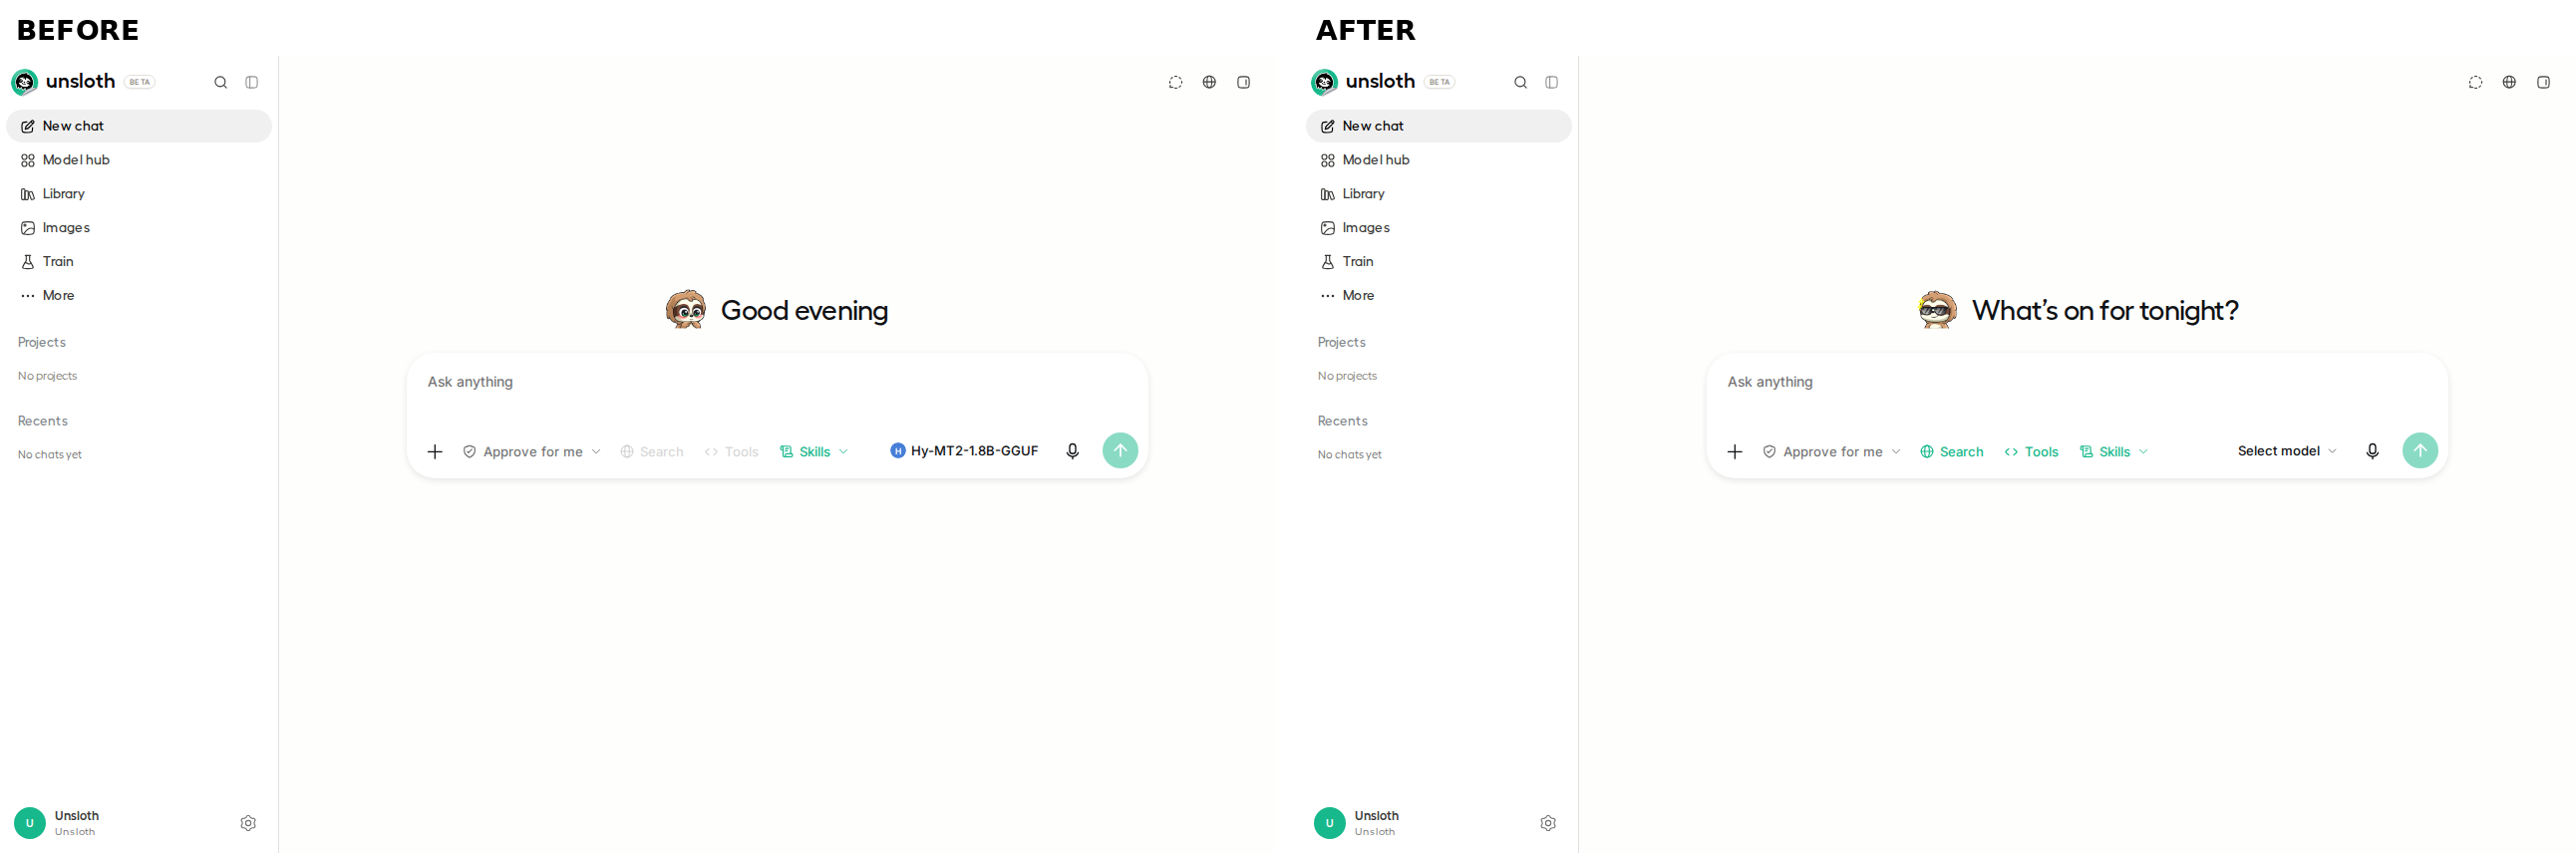 BEFORE
unsloth BETA
New chat
Model hub
Library
Images
Train
More
Projects
No projects
Recents
No chats yet
Good evening
Ask anything
Approve for me Search Tools Skills H Hy-MT2-1.8B-GGUF
U Unsloth
Unsloth
AFTER
unsloth BETA
New chat
Model hub
Library
Images
Train
More
Projects
No projects
Recents
No chats yet
What's on for tonight?
Ask anything
Approve for me Search Tools Skills Select model
U Unsloth
Unsloth